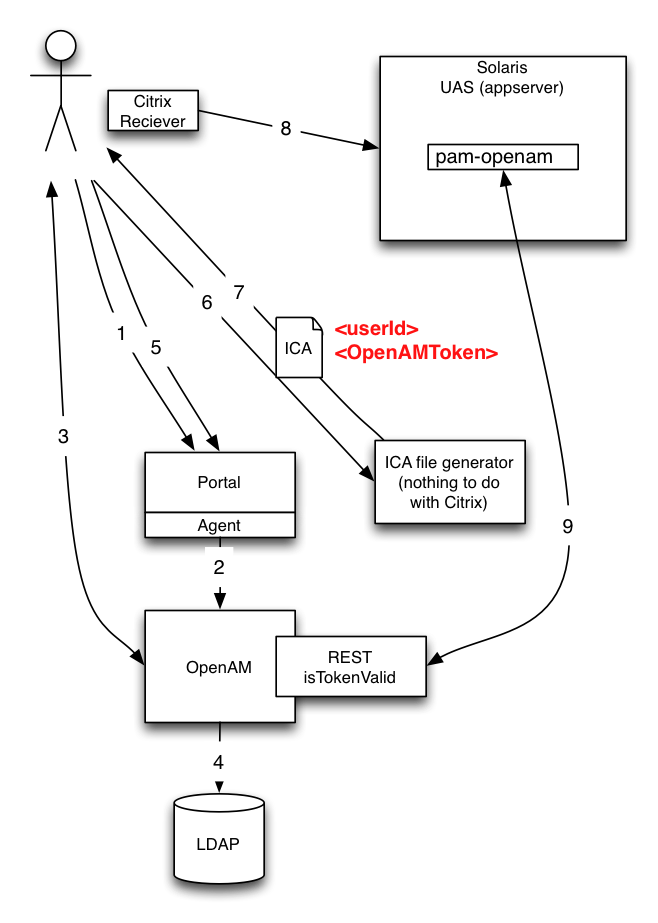 Solaris
UAS (appserver)
Citrix
Reciever
8
pam-openam
7
6
<userId>
ICA
<OpenAMToken>
1
5
3
ICA file generator
(nothing to do
with Citrix)
Portal
Agent
9
2
REST
OpenAM
isTokenValid
4
LDAP